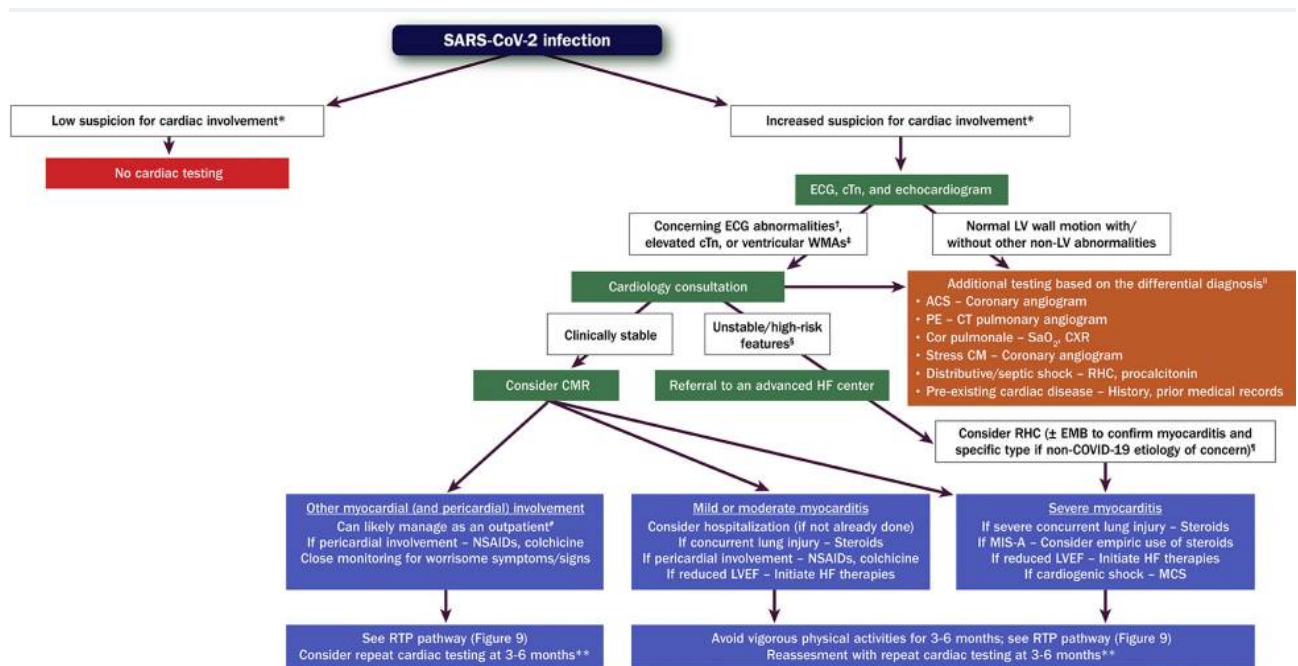 SARS-CoV-2 infection
Low suspicion for cardiac involvement*
Increased suspicion for cardiac involvement*
No cardiac testing
ECG, cTn, and echocardiogram
Concerning ECG abnormalities†,
elevated cTn, or ventricular WMAs‡
Normal LV wall motion with/
without other non-LV abnormalities
Cardiology consultation
Additional testing based on the differential diagnosis||
• ACS – Coronary angiogram
• PE – CT pulmonary angiogram
• Cor pulmonale – SaO₂, CXR
• Stress CM – Coronary angiogram
• Distributive/septic shock – RHC, procalcitonin
• Pre-existing cardiac disease – History, prior medical records
Clinically stable
Unstable/high-risk
features§
Consider CMR
Referral to an advanced HF center
Consider RHC (± EMB to confirm myocarditis and
specific type if non-COVID-19 etiology of concern)¶
Other myocardial (and pericardial) involvement
Can likely manage as an outpatient#
If pericardial involvement – NSAIDs, colchicine
Close monitoring for worrisome symptoms/signs
Mild or moderate myocarditis
Consider hospitalization (if not already done)
If concurrent lung injury – Steroids
If pericardial involvement – NSAIDs, colchicine
If reduced LVEF – Initiate HF therapies
Severe myocarditis
If severe concurrent lung injury – Steroids
If MIS-A – Consider empiric use of steroids
If reduced LVEF – Initiate HF therapies
If cardiogenic shock – MCS
See RTP pathway (Figure 9)
Consider repeat cardiac testing at 3-6 months**
Avoid vigorous physical activities for 3-6 months; see RTP pathway (Figure 9)
Reassesment with repeat cardiac testing at 3-6 months**